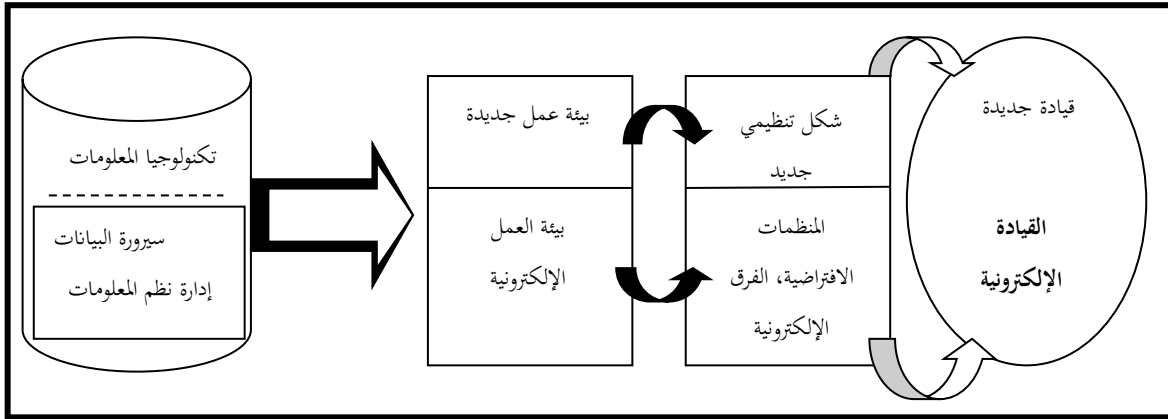 تكنولوجيا المعلومات
سيرورة البيانات
إدارة نظم المعلومات
بيئة عمل جديدة
بيئة العمل
الإلكترونية
شكل تنظيمي
جديد
المنظمات
الافتراضية، الفرق
الإلكترونية
قيادة جديدة
القيادة
الإلكترونية